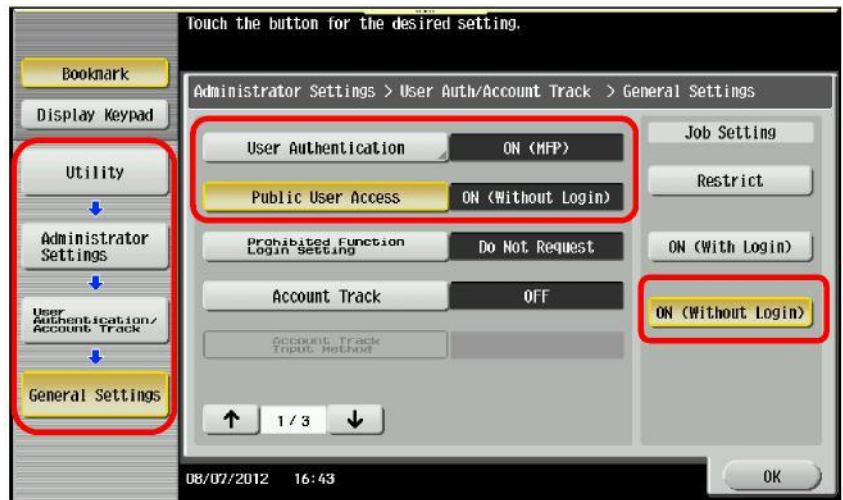 Touch the button for the desired setting.
Bookmark
Display Keypad
Utility
Administrator
Settings
User
Authentication/
Account Track
General Settings
Administrator Settings > User Auth/Account Track > General Settings
User Authentication
ON (MFP)
Public User Access
ON (Without Login)
Prohibited Function
Login Setting
Do Not Request
Account Track
OFF
Account Track
Input Method
↑ 1/3 ↓
Job Setting
Restrict
ON (With Login)
ON (Without Login)
08/07/2012 16:43
OK